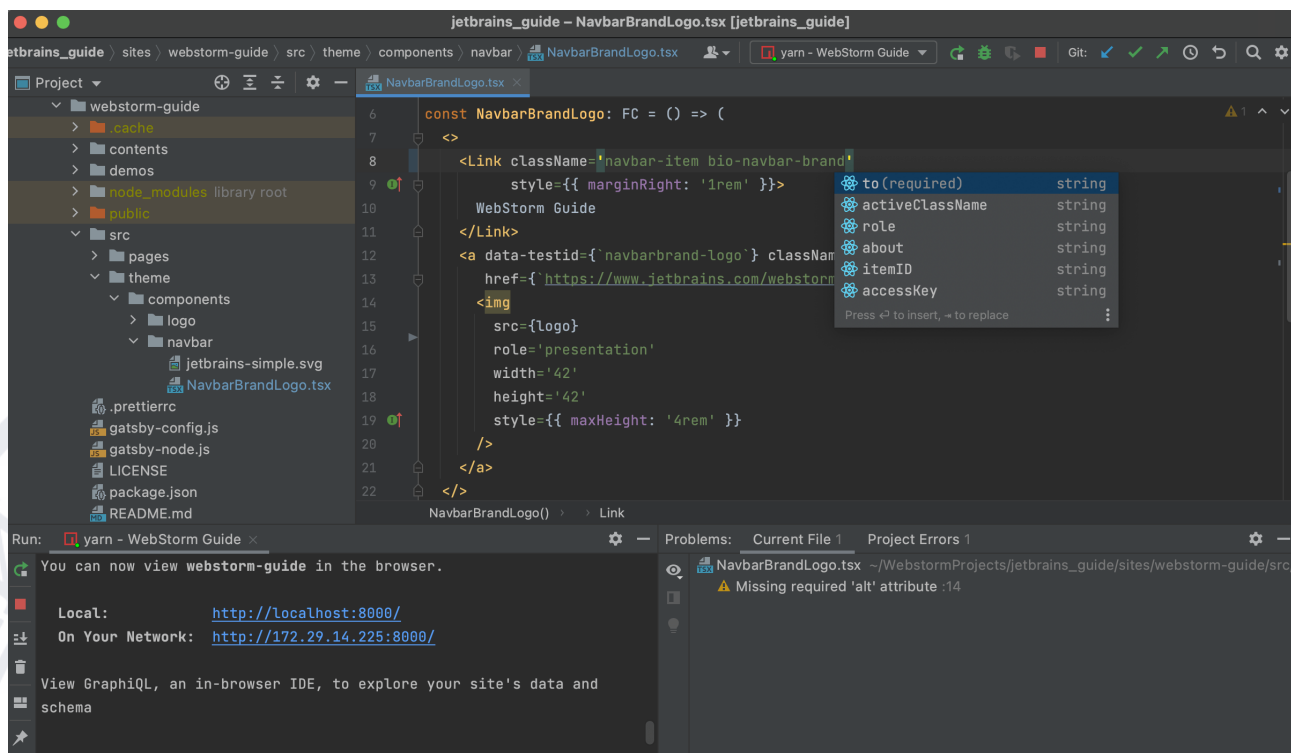 jetbrains_guide – NavbarBrandLogo.tsx [jetbrains_guide]
etbrains_guide sites webstorm-guide src theme components navbar NavbarBrandLogo.tsx yarn - WebStorm Guide Git:
Project
NavbarBrandLogo.tsx
webstorm-guide
.cache
contents
demos
node_modules library root
public
src
pages
theme
components
logo
navbar
jetbrains-simple.svg
NavbarBrandLogo.tsx
.prettierrc
gatsby-config.js
gatsby-node.js
LICENSE
package.json
README.md
6 const NavbarBrandLogo: FC = () => (
7 <>
8 <Link className='navbar-item bio-navbar-brand'
9 style={{ marginRight: '1rem' }}>
10 WebStorm Guide
11 </Link>
12 <a data-testid={`navbarbrand-logo`} classNam
13 href={`https://www.jetbrains.com/webstorm
14 <img
15 src={logo}
16 role='presentation'
17 width='42'
18 height='42'
19 style={{ maxHeight: '4rem' }}
20 />
21 </a>
22 </>
1
to(required) string
activeClassName string
role string
about string
itemID string
accessKey string
Press ↵ to insert, ⇥ to replace
NavbarBrandLogo() Link
Run: yarn - WebStorm Guide
You can now view webstorm-guide in the browser.
Local: http://localhost:8000/
On Your Network: http://172.29.14.225:8000/
View GraphiQL, an in-browser IDE, to explore your site's data and
schema
Problems: Current File 1 Project Errors 1
NavbarBrandLogo.tsx ~/WebstormProjects/jetbrains_guide/sites/webstorm-guide/src
Missing required 'alt' attribute :14